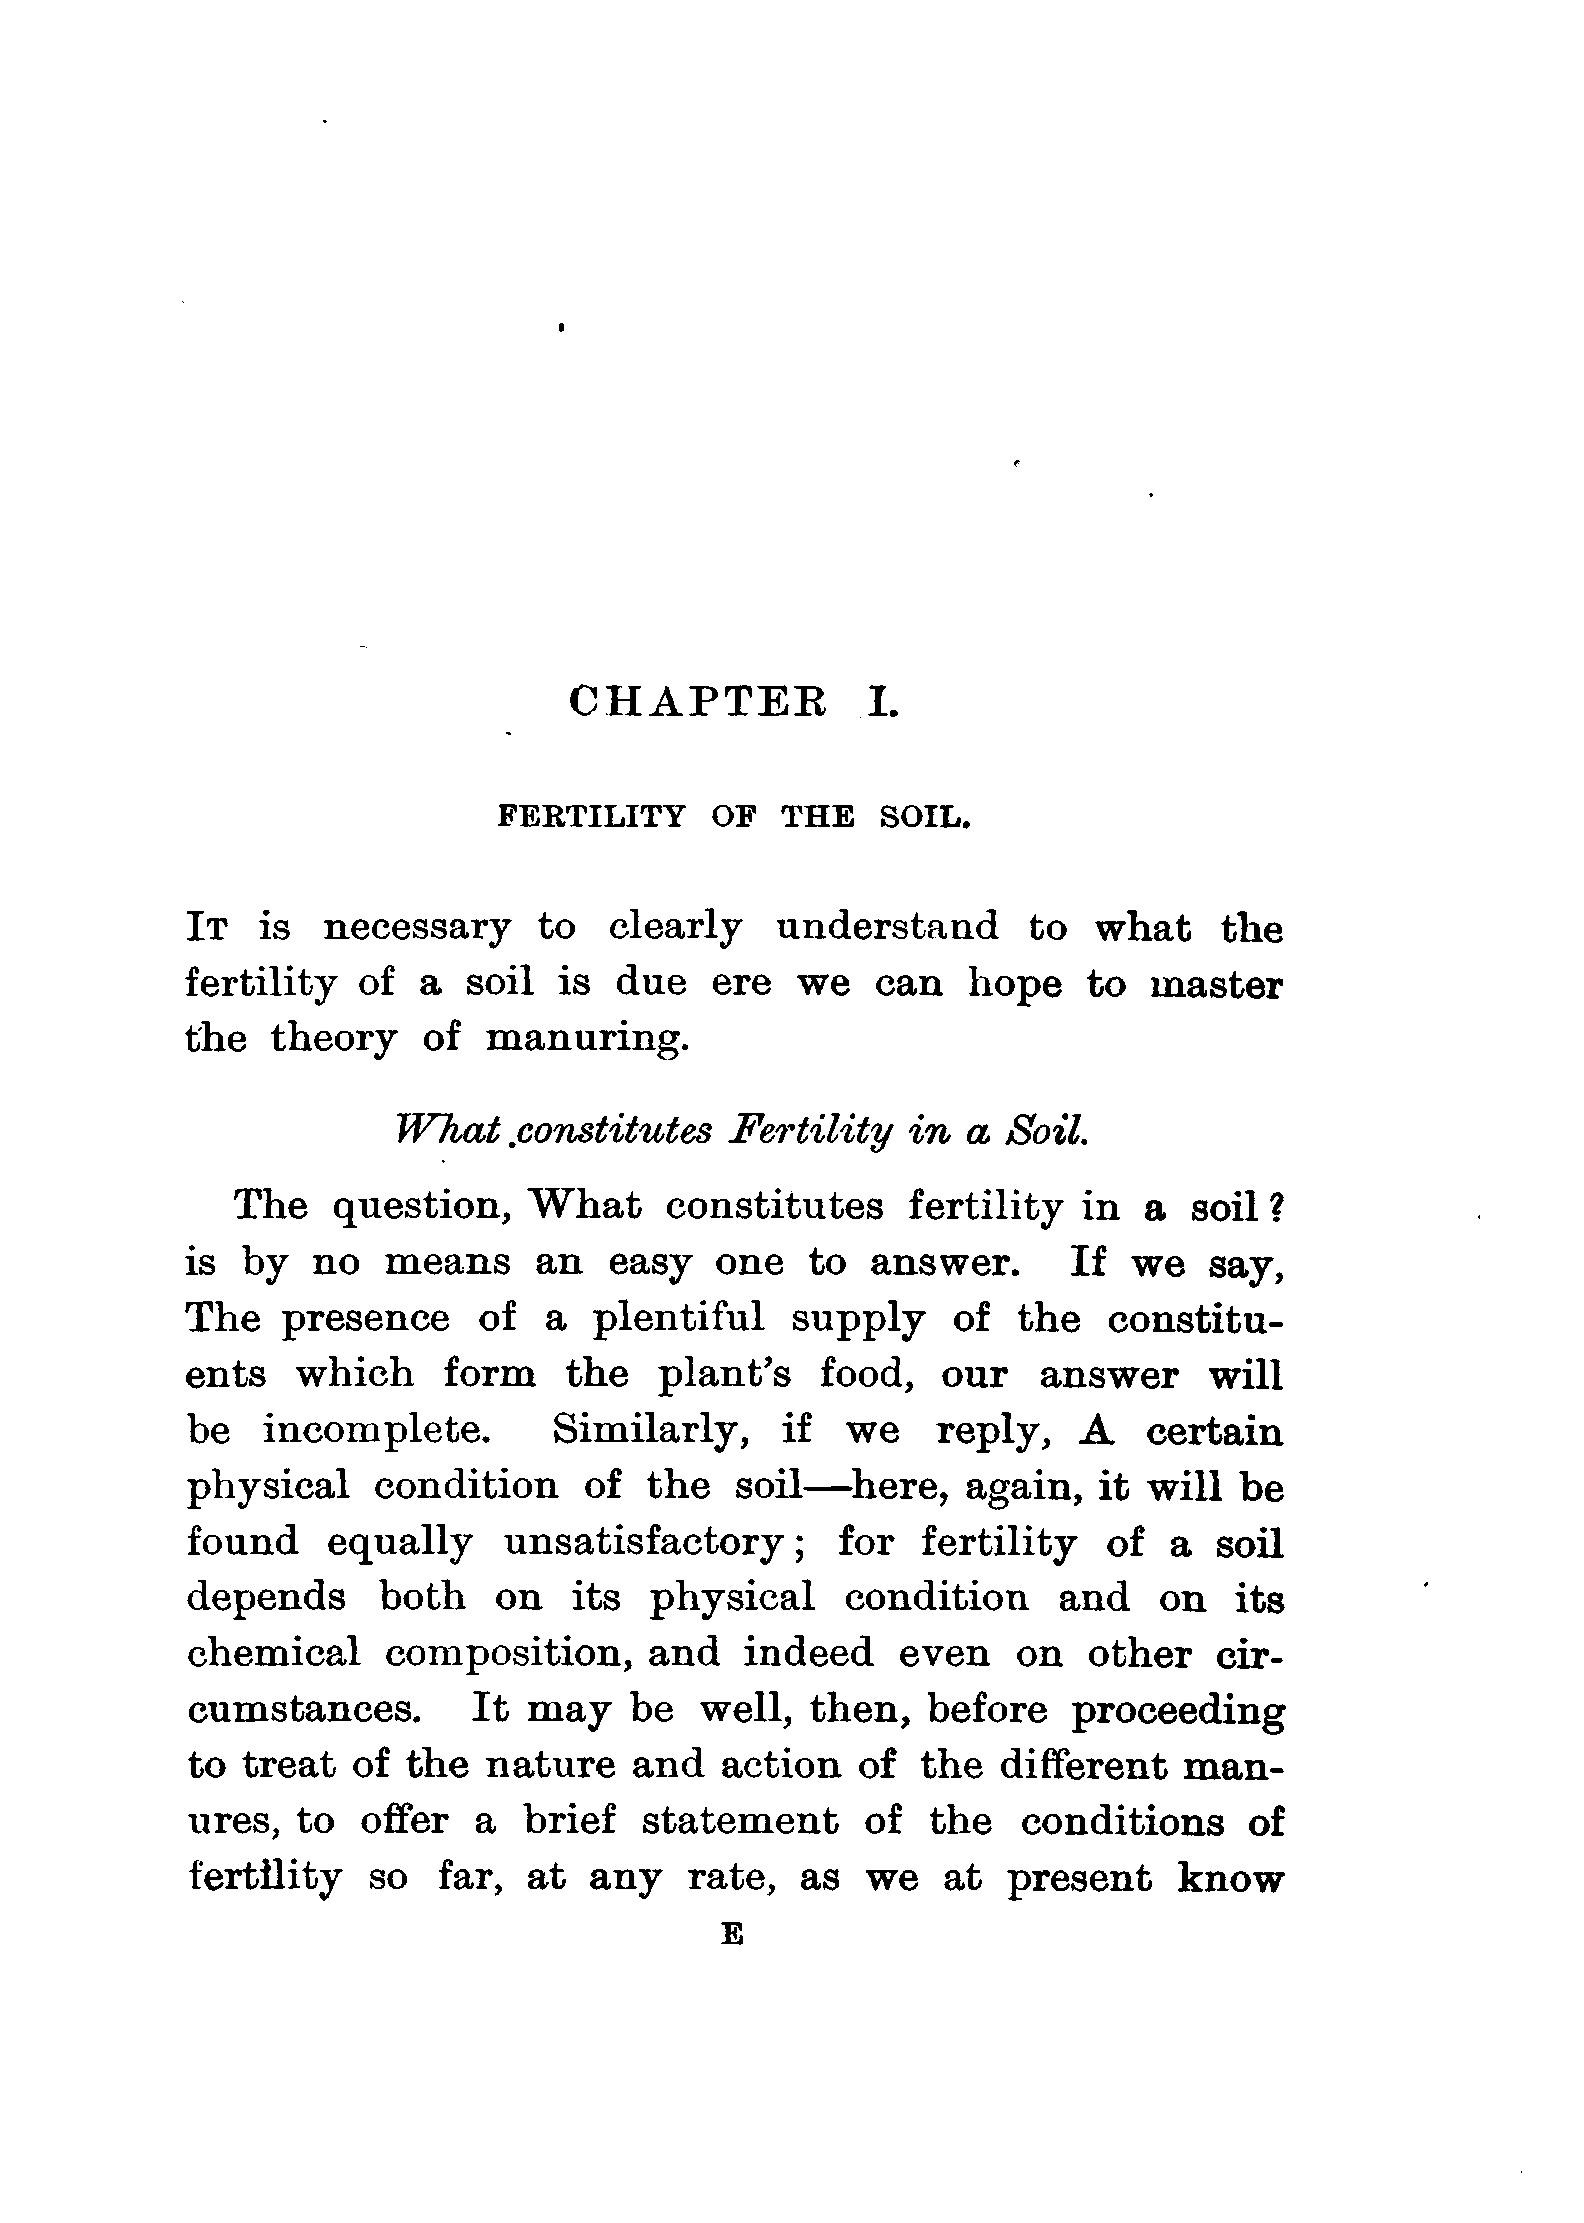 CHAPTER I.
FERTILITY OF THE SOIL.
IT is necessary to clearly understand to what the
fertility of a soil is due ere we can hope to master
the theory of manuring.
What constitutes Fertility in a Soil.
The question, What constitutes fertility in a soil?
is by no means an easy one to answer. If we say,
The presence of a plentiful supply of the constitu-
ents which form the plant's food, our answer will
be incomplete. Similarly, if we reply, A certain
physical condition of the soil—here, again, it will be
found equally unsatisfactory; for fertility of a soil
depends both on its physical condition and on its
chemical composition, and indeed even on other cir-
cumstances. It may be well, then, before proceeding
to treat of the nature and action of the different man-
ures, to offer a brief statement of the conditions of
fertility so far, at any rate, as we at present know
E